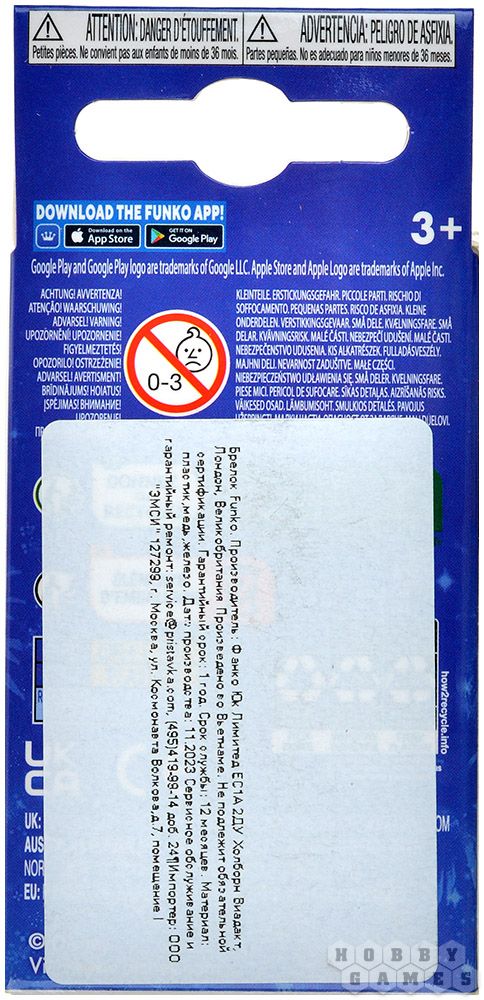 ATTENTION: DANGER D'ÉTOUFFEMENT.
Petites pièces. Ne convient pas aux enfants de moins de 36 mois.
ADVERTENCIA: PELIGRO DE ASFIXIA.
Partes pequeñas. No es adecuado para niños menores de 36 meses.
DOWNLOAD THE FUNKO APP!
Download on the
App Store
GET IT ON
Google Play
3+
Google Play and Google Play logo are trademarks of Google LLC. Apple Store and Apple Logo are trademarks of Apple Inc.
ACHTUNG! AVVERTENZA!
ATENÇÃO! WAARSCHUWING!
ADVARSEL! VARNING!
UPOZORNĚNÍ! UPOZORNENIE!
FIGYELMEZTETÉS!
OPOZORILO! OSTRZEŻENIE!
ADVARSEL! AVERTISMENT!
BRĪDINĀJUMS! HOIATUS!
ĮSPĖJIMAS! ВНИМАНИЕ!
0-3
KLEINTEILE. ERSTICKUNGSGEFAHR. PICCOLE PARTI. RISCHIO DI
SOFFOCAMENTO. PEQUENAS PARTES. RISCO DE ASFIXIA. KLEINE
ONDERDELEN. VERSTIKKINGSGEVAAR. SMÅ DELE. KVÆLNINGSFARE. SMÅ
DELAR. KVÄVNINGSRISK. MALÉ ČÁSTI. NEBEZPEČÍ UDUŠENÍ. MALÉ ČASTI.
NEBEZPEČENSTVO UDUSENIA. KIS ALKATRÉSZEK. FULLADÁSVESZÉLY.
MAJHNI DELI. NEVARNOST ZADUŠITVE. MAŁE CZĘŚCI.
NIEBEZPIECZEŃSTWO UDŁAWIENIA SIĘ. SMÅ DELER. KVELNINGSFARE.
PIESE MICI. PERICOL DE SUFOCARE. SĪKAS DETAĻAS. AIZRĪŠANĀS RISKS.
VÄIKESED OSAD. LÄMBUMISOHT. SMULKIOS DETALĖS. PAVOJUS
Брелок Funko. Производитель: Фанко Юк Лимитед ЕС1А 2ДУ Холборн Виадакт,
Лондон, Великобритания Произведено во Вьетнаме. Не подлежит обязательной
сертификации. Гарантийный срок: 1 год. Срок службы: 12 месяцев. Материал:
пластик,медь,железо. Дата производства: 11.2023 Сервисное обслуживание и
гарантийный ремонт: service@pristavka.com, (495)419-99-14 доб. 241Импортер: ООО
"ЭМСИ" 127299, г. Москва, ул. Космонавта Волкова,д.7, помещение I
how2recycle.info
UK:
AUS
NOR
EU:
OM
©
HOBBY
GAMES